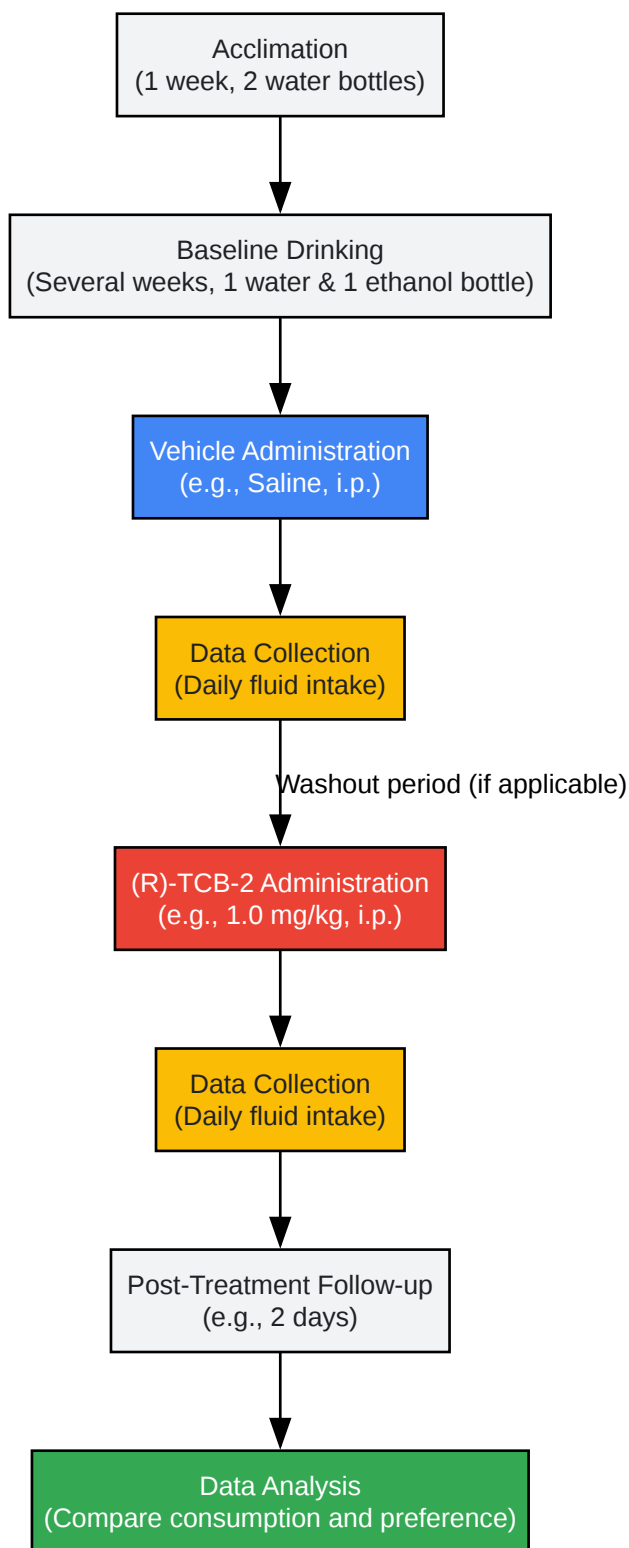 Acclimation
(1 week, 2 water bottles)
Baseline Drinking
(Several weeks, 1 water & 1 ethanol bottle)
Vehicle Administration
(e.g., Saline, i.p.)
Data Collection
(Daily fluid intake)
Washout period (if applicable)
(R)-TCB-2 Administration
(e.g., 1.0 mg/kg, i.p.)
Data Collection
(Daily fluid intake)
Post-Treatment Follow-up
(e.g., 2 days)
Data Analysis
(Compare consumption and preference)